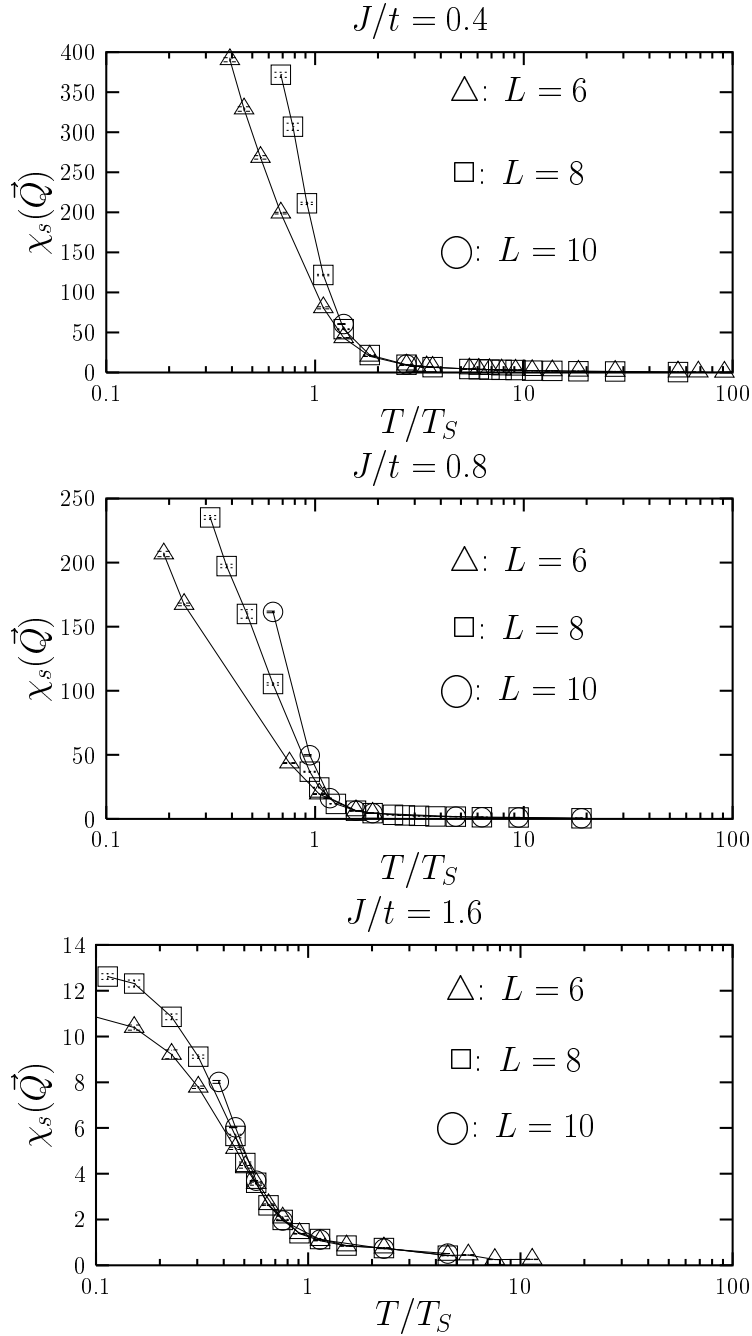 J/t = 0.4
400
350
300
250
200
150
100
50
0
χs(Q⃗)
△: L = 6
□: L = 8
○: L = 10
0.1 1 10 100
T/TS
J/t = 0.8
250
200
150
100
50
0
χs(Q⃗)
△: L = 6
□: L = 8
○: L = 10
0.1 1 10 100
T/TS
J/t = 1.6
14
12
10
8
6
4
2
0
χs(Q⃗)
△: L = 6
□: L = 8
○: L = 10
0.1 1 10 100
T/TS